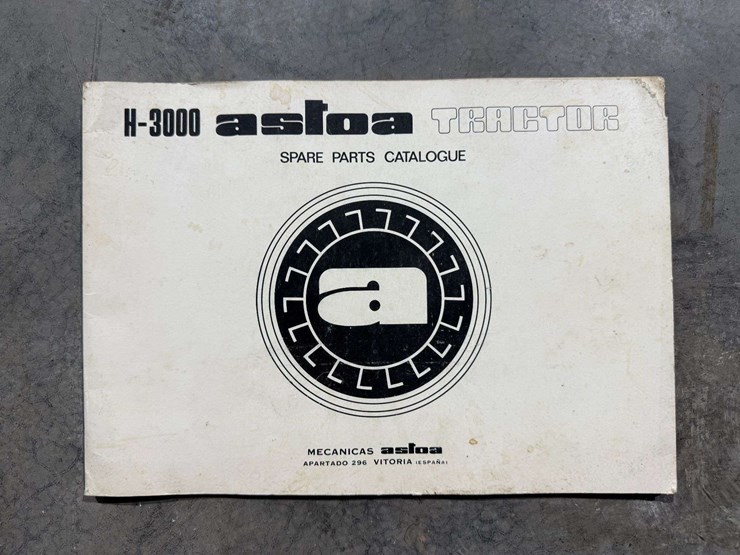 H-3000 astoa TRACTOR
SPARE PARTS CATALOGUE
a
MECANICAS astoa
APARTADO 296 VITORIA (ESPAÑA)